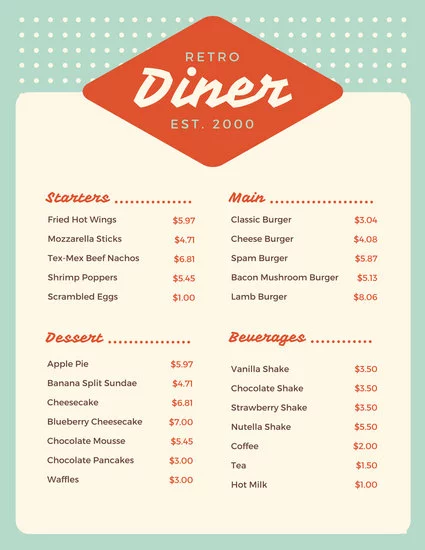 RETRO
Diner
EST. 2000
Starters ..............
Fried Hot Wings $5.97
Mozzarella Sticks $4.71
Tex-Mex Beef Nachos $6.81
Shrimp Poppers $5.45
Scrambled Eggs $1.00
Main ...................
Classic Burger $3.04
Cheese Burger $4.08
Spam Burger $5.87
Bacon Mushroom Burger $5.13
Lamb Burger $8.06
Dessert ...............
Apple Pie $5.97
Banana Split Sundae $4.71
Cheesecake $6.81
Blueberry Cheesecake $7.00
Chocolate Mousse $5.45
Chocolate Pancakes $3.00
Waffles $3.00
Beverages ...........
Vanilla Shake $3.50
Chocolate Shake $3.50
Strawberry Shake $3.50
Nutella Shake $5.50
Coffee $2.00
Tea $1.50
Hot Milk $1.00